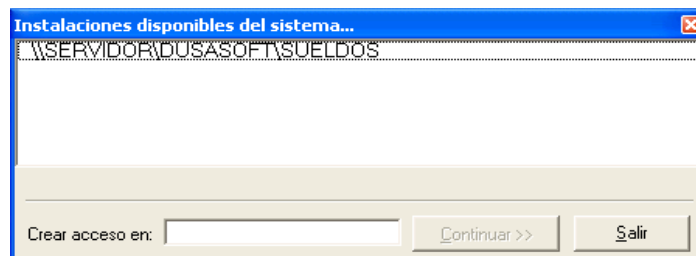 Instalaciones disponibles del sistema...
\\SERVIDOR\DUSASOFT\SUELDOS
Crear acceso en:
Continuar >>
Salir